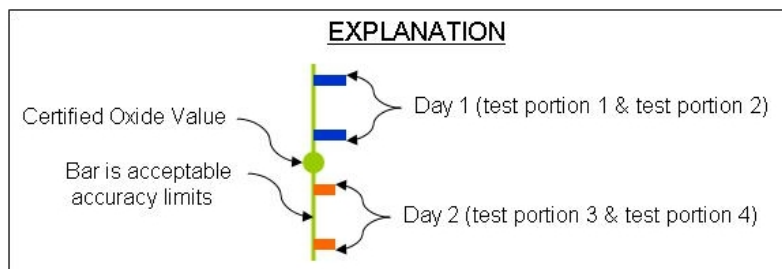 EXPLANATION
Day 1 (test portion 1 & test portion 2)
Certified Oxide Value
Bar is acceptable
accuracy limits
Day 2 (test portion 3 & test portion 4)